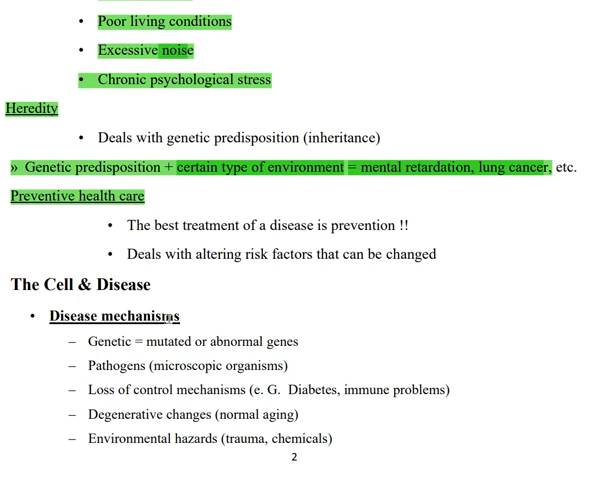 • Poor living conditions
• Excessive noise
• Chronic psychological stress
Heredity
• Deals with genetic predisposition (inheritance)
» Genetic predisposition + certain type of environment = mental retardation, lung cancer, etc.
Preventive health care
• The best treatment of a disease is prevention !!
• Deals with altering risk factors that can be changed
The Cell & Disease
• Disease mechanisms
– Genetic = mutated or abnormal genes
– Pathogens (microscopic organisms)
– Loss of control mechanisms (e. G. Diabetes, immune problems)
– Degenerative changes (normal aging)
– Environmental hazards (trauma, chemicals)
2